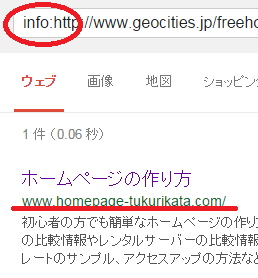 info:http://www.geocities.jp/freeho
ウェブ 画像 地図 ショッピン
1 件 (0.06 秒)
ホームページの作り方
www.homepage-tukurikata.com/
初心者の方でも簡単なホームページの作り方
の比較情報やレンタルサーバーの比較情報
レートのサンプル、アクセスアップの方法など